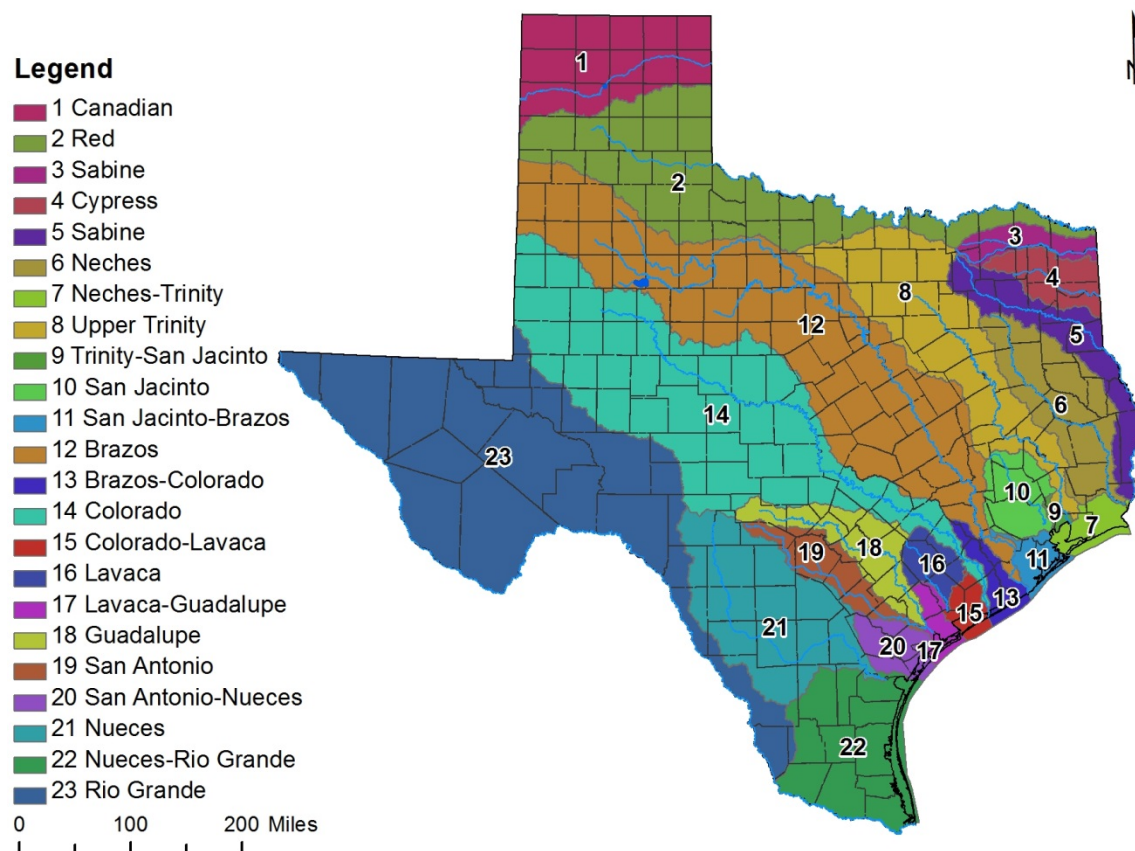 Legend
1 Canadian
2 Red
3 Sabine
4 Cypress
5 Sabine
6 Neches
7 Neches-Trinity
8 Upper Trinity
9 Trinity-San Jacinto
10 San Jacinto
11 San Jacinto-Brazos
12 Brazos
13 Brazos-Colorado
14 Colorado
15 Colorado-Lavaca
16 Lavaca
17 Lavaca-Guadalupe
18 Guadalupe
19 San Antonio
20 San Antonio-Nueces
21 Nueces
22 Nueces-Rio Grande
23 Rio Grande
0 100 200 Miles
N
1
2
3
4
8
12
5
6
14
23
10
9
7
18
19
16
11
13
15
21
20
17
22